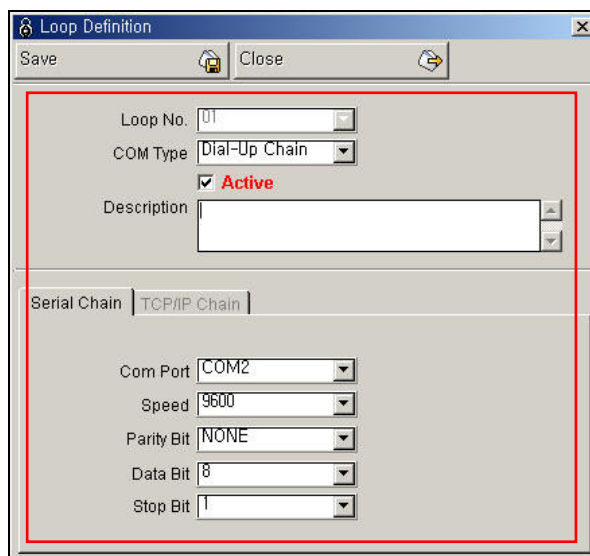 Loop Definition
Save Close
Loop No. 01
COM Type Dial-Up Chain
Active
Description
Serial Chain TCP/IP Chain
Com Port COM2
Speed 9600
Parity Bit NONE
Data Bit 8
Stop Bit 1